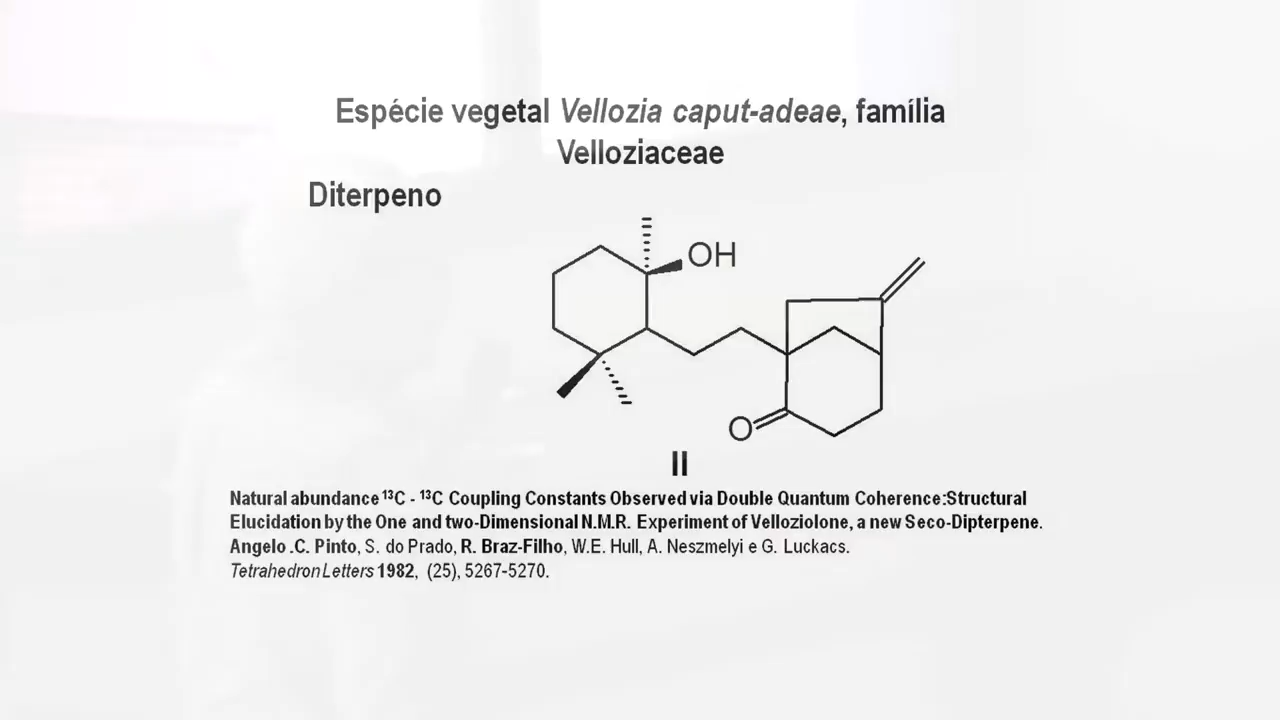 Espécie vegetal Vellozia caput-adeae, família
Velloziaceae
Diterpeno
OH
O
II
Natural abundance ¹³C - ¹³C Coupling Constants Observed via Double Quantum Coherence:Structural
Elucidation by the One and two-Dimensional N.M.R. Experiment of Velloziolone, a new Seco-Dipterpene.
Angelo .C. Pinto, S. do Prado, R. Braz-Filho, W.E. Hull, A. Neszmelyi e G. Luckacs.
Tetrahedron Letters 1982, (25), 5267-5270.